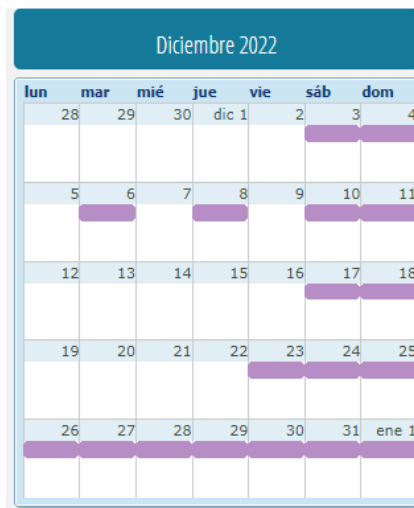 Diciembre 2022
lun mar mié jue vie sáb dom
28 29 30 dic 1 2 3 4
5 6 7 8 9 10 11
12 13 14 15 16 17 18
19 20 21 22 23 24 25
26 27 28 29 30 31 ene 1